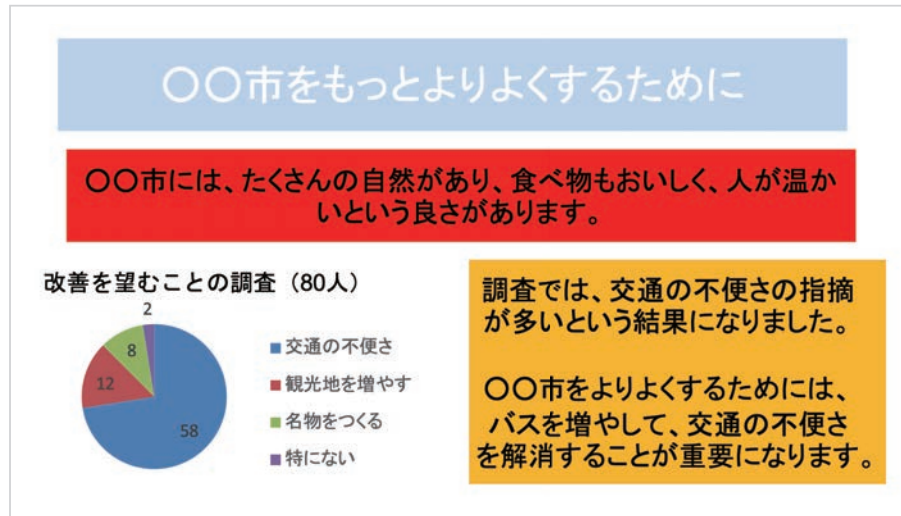 〇〇市をもっとよりよくするために
〇〇市には、たくさんの自然があり、食べ物もおいしく、人が温か
いという良さがあります。
改善を望むことの調査（80人）
2
8
12
58
交通の不便さ
観光地を増やす
名物をつくる
特にない
調査では、交通の不便さの指摘
が多いという結果になりました。
〇〇市をよりよくするためには、
バスを増やして、交通の不便さ
を解消することが重要になります。